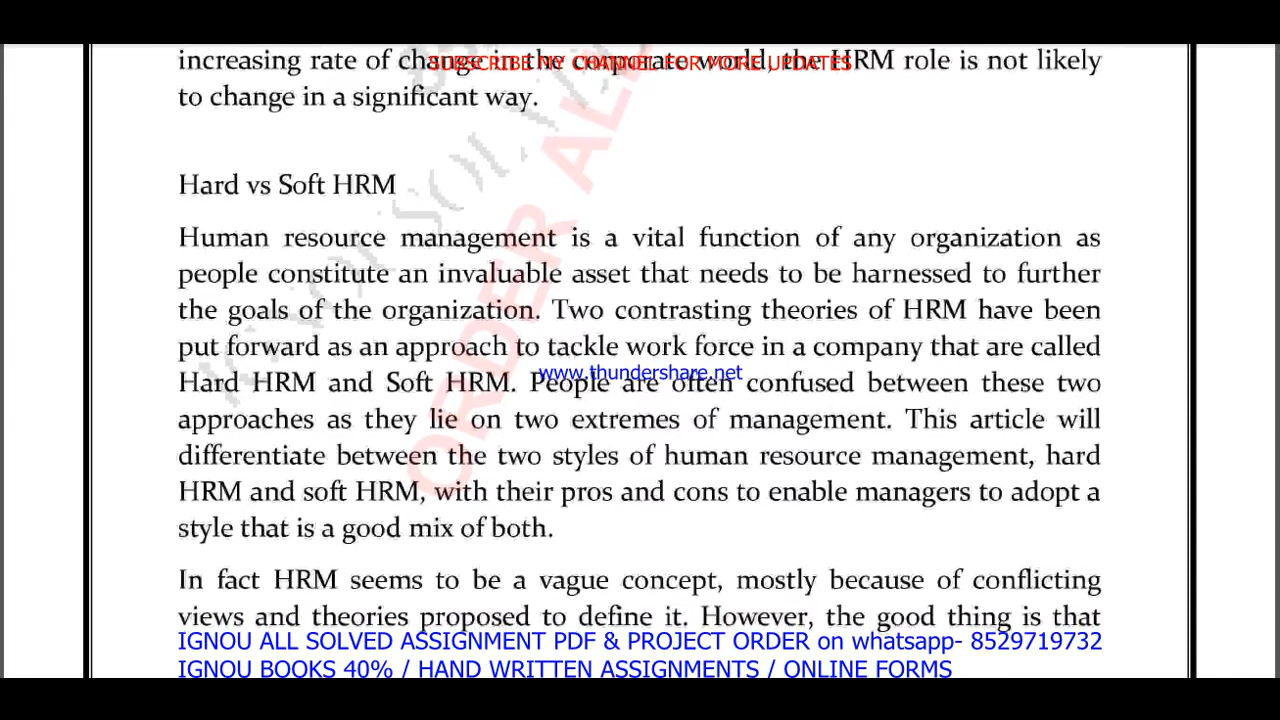 increasing rate of change in the corporate world, the HRM role is not likely
SUBSCRIBE MY CHANNEL FOR MORE UPDATES
to change in a significant way.
Hard vs Soft HRM
Human resource management is a vital function of any organization as
people constitute an invaluable asset that needs to be harnessed to further
the goals of the organization. Two contrasting theories of HRM have been
put forward as an approach to tackle work force in a company that are called
www.thundershare.net
Hard HRM and Soft HRM. People are often confused between these two
approaches as they lie on two extremes of management. This article will
differentiate between the two styles of human resource management, hard
HRM and soft HRM, with their pros and cons to enable managers to adopt a
style that is a good mix of both.
In fact HRM seems to be a vague concept, mostly because of conflicting
views and theories proposed to define it. However, the good thing is that
IGNOU ALL SOLVED ASSIGNMENT PDF & PROJECT ORDER on whatsapp- 8529719732
IGNOU BOOKS 40% / HAND WRITTEN ASSIGNMENTS / ONLINE FORMS
ORDER